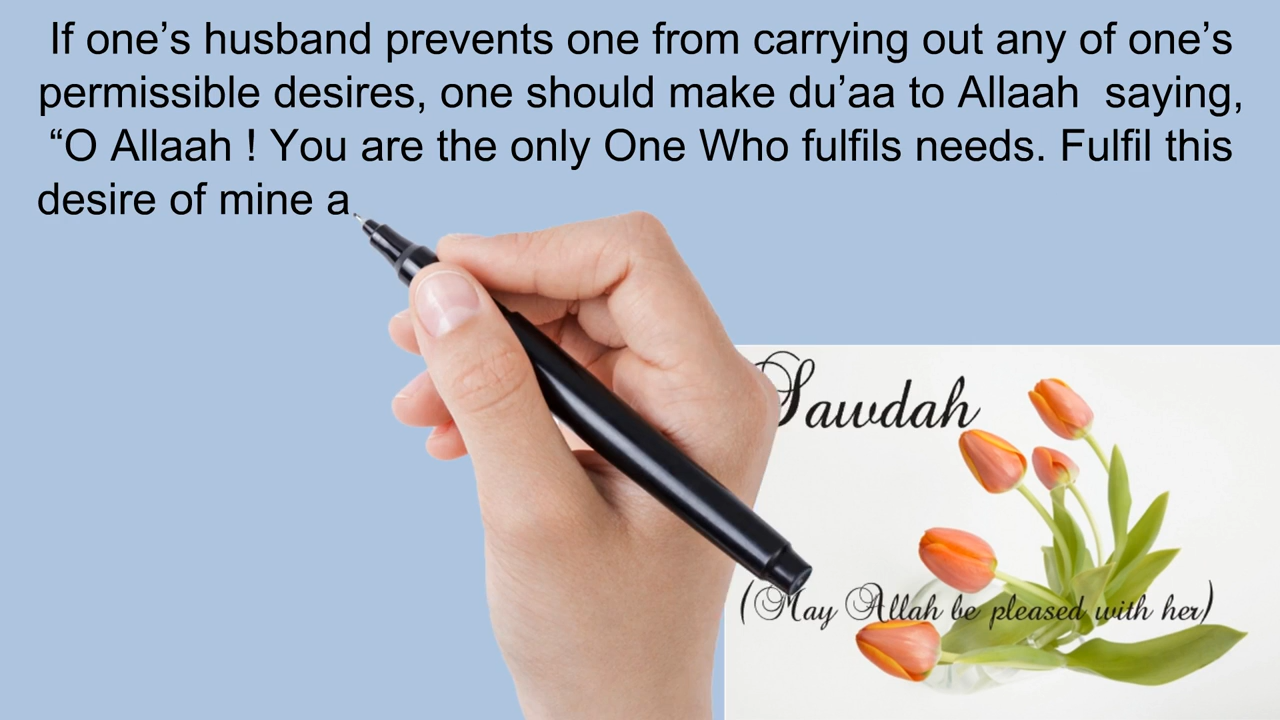 If one’s husband prevents one from carrying out any of one’s
permissible desires, one should make du’aa to Allaah  saying,
“O Allaah ! You are the only One Who fulfils needs. Fulfil this
desire of mine a
Sawdah
(May Allah be pleased with her)